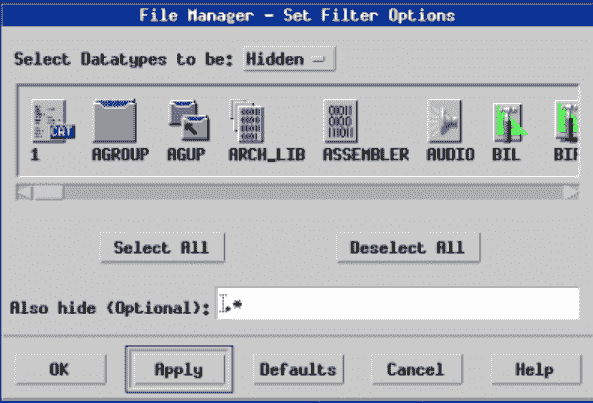 File Manager - Set Filter Options
Select Datatypes to be: Hidden
CAT
1 AGROUP AGUP ARCH_LIB ASSEMBLER AUDIO BIL
Select All Deselect All
Also hide (Optional): .*
OK Apply Defaults Cancel Help